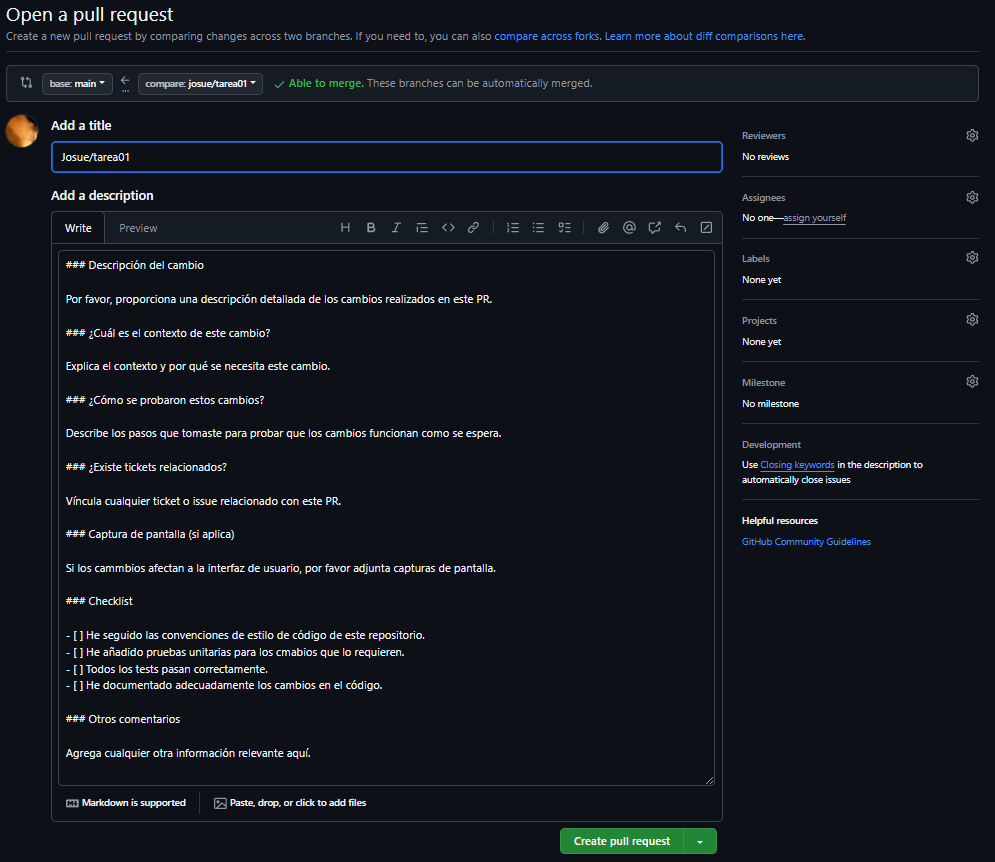 Open a pull request
Create a new pull request by comparing changes across two branches. If you need to, you can also compare across forks. Learn more about diff comparisons here.
base: main
compare: josue/tarea01
Able to merge. These branches can be automatically merged.
Add a title
Josue/tarea01
Add a description
Write
Preview
### Descripción del cambio
Por favor, proporciona una descripción detallada de los cambios realizados en este PR.
### ¿Cuál es el contexto de este cambio?
Explica el contexto y por qué se necesita este cambio.
### ¿Cómo se probaron estos cambios?
Describe los pasos que tomaste para probar que los cambios funcionan como se espera.
### ¿Existe tickets relacionados?
Víncula cualquier ticket o issue relacionado con este PR.
### Captura de pantalla (si aplica)
Si los cammbios afectan a la interfaz de usuario, por favor adjunta capturas de pantalla.
### Checklist
- [ ] He seguido las convenciones de estilo de código de este repositorio.
- [ ] He añadido pruebas unitarias para los cmabios que lo requieren.
- [ ] Todos los tests pasan correctamente.
- [ ] He documentado adecuadamente los cambios en el código.
### Otros comentarios
Agrega cualquier otra información relevante aquí.
Markdown is supported
Paste, drop, or click to add files
Create pull request
Reviewers
No reviews
Assignees
No one—assign yourself
Labels
None yet
Projects
None yet
Milestone
No milestone
Development
Use Closing keywords in the description to
automatically close issues
Helpful resources
GitHub Community Guidelines